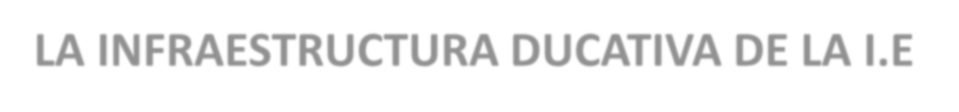 LA INFRAESTRUCTURA DUCATIVA DE LA I.E